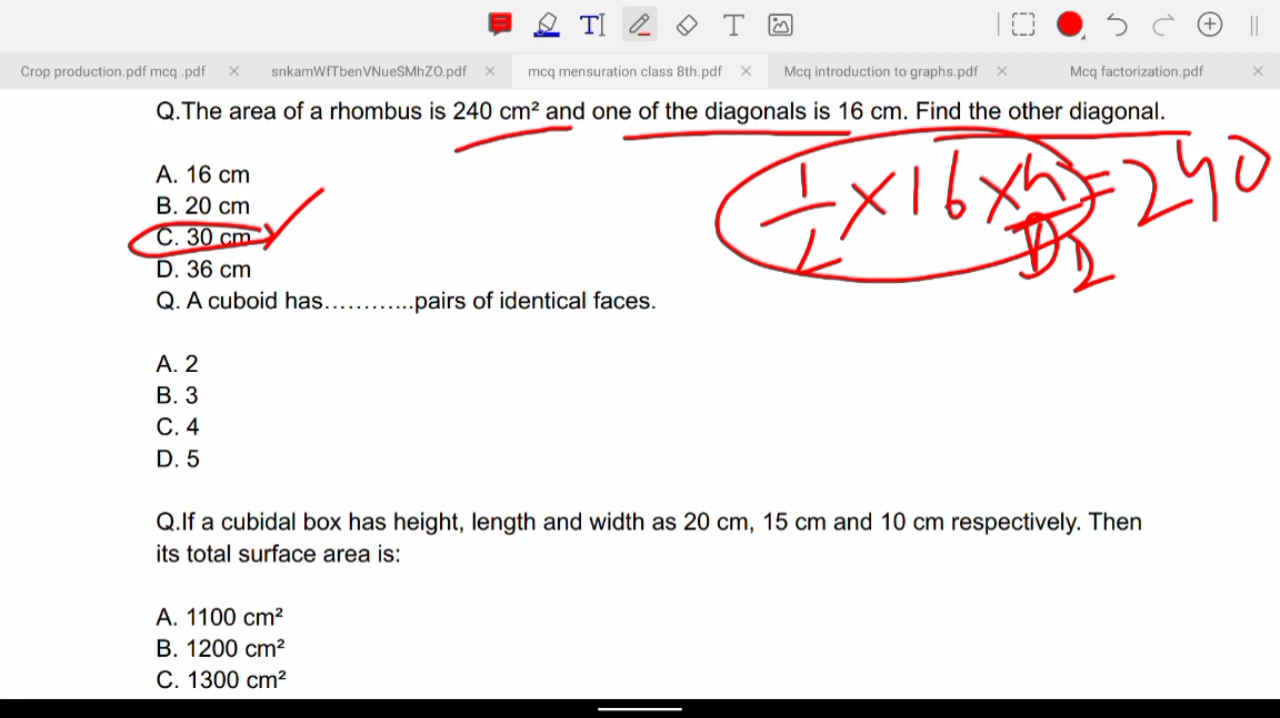 Crop production.pdf mcq .pdf
snkamWfTbenVNueSMhZO.pdf
mcq mensuration class 8th.pdf
Mcq introduction to graphs.pdf
Mcq factorization.pdf
Q.The area of a rhombus is 240 cm² and one of the diagonals is 16 cm. Find the other diagonal.
A. 16 cm
B. 20 cm
C. 30 cm
D. 36 cm
1/2 × 16 × h = 240
D2
Q. A cuboid has............pairs of identical faces.
A. 2
B. 3
C. 4
D. 5
Q.If a cubidal box has height, length and width as 20 cm, 15 cm and 10 cm respectively. Then
its total surface area is:
A. 1100 cm²
B. 1200 cm²
C. 1300 cm²